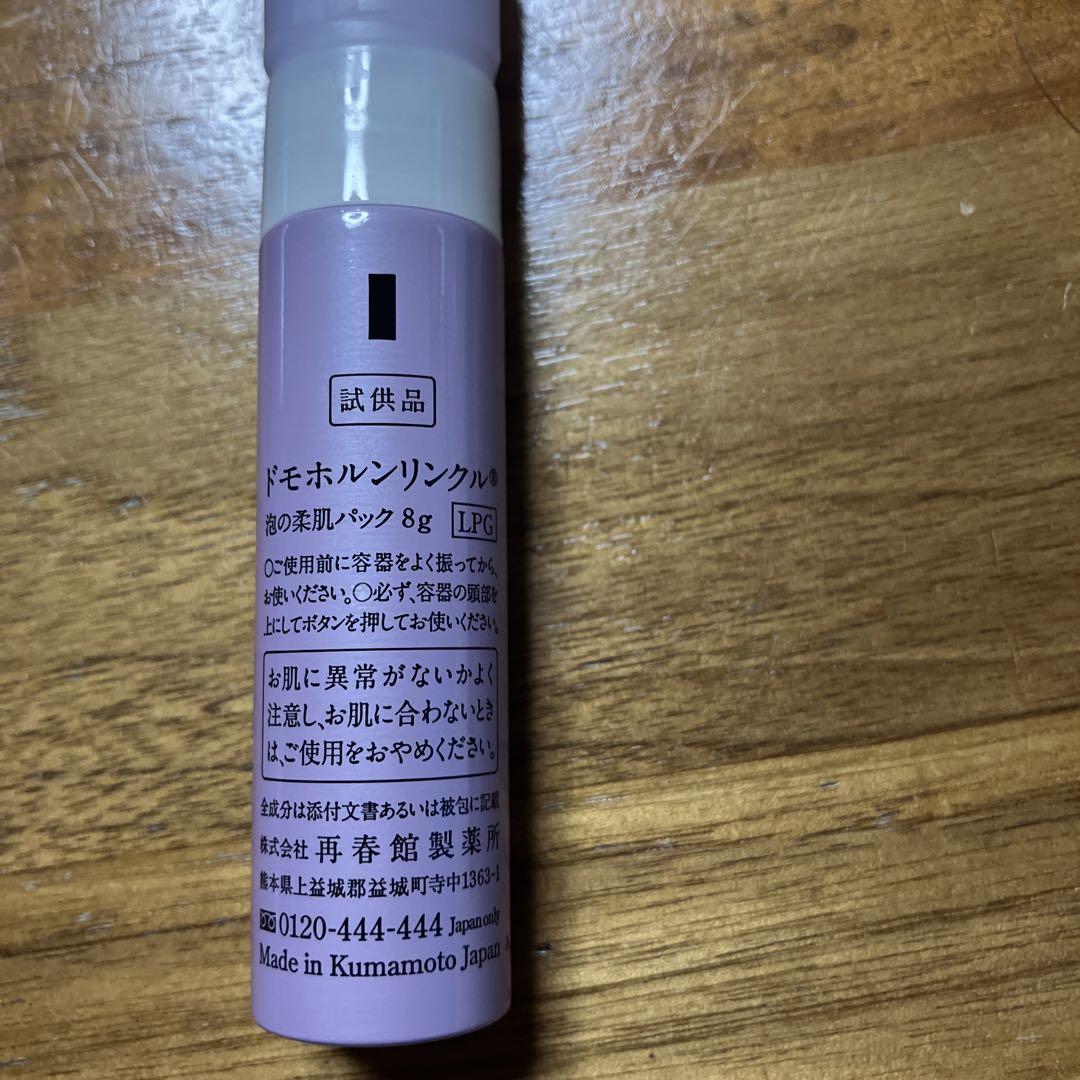 試供品
ドモホルンリンクル®
泡の柔肌パック 8g LPG
○ご使用前に容器をよく振ってから、
お使いください。○必ず、容器の頭部を
上にしてボタンを押してお使いください。
お肌に異常がないかよく
注意し、お肌に合わないとき
は、ご使用をおやめください。
全成分は添付文書あるいは被包に記載
株式会社 再春館製薬所
熊本県上益城郡益城町寺中1363-1
0120-444-444 Japan only
Made in Kumamoto Japan